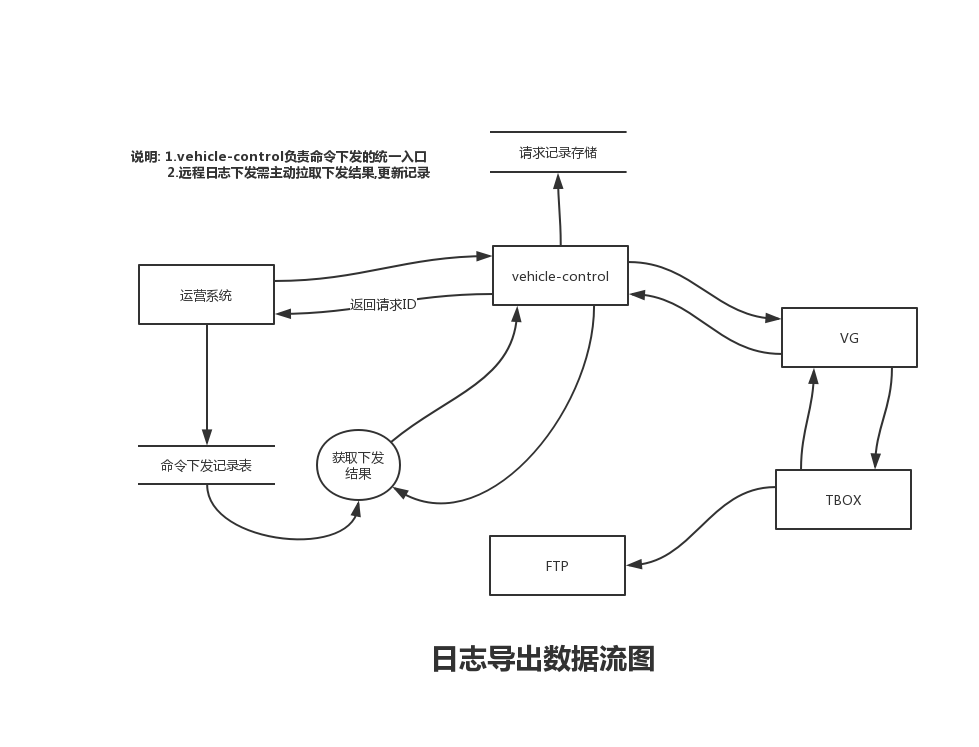 说明: 1.vehicle-control负责命令下发的统一入口
2.远程日志下发需主动拉取下发结果,更新记录
请求记录存储
vehicle-control
运营系统
返回请求ID
VG
命令下发记录表
获取下发
结果
TBOX
FTP
日志导出数据流图